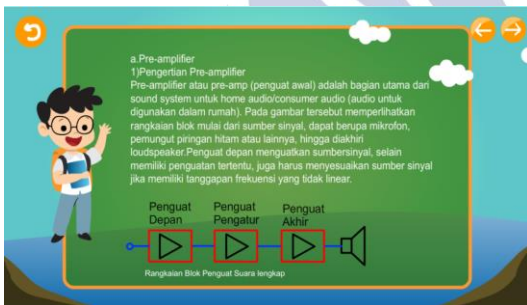 a.Pre-amplifier
1)Pengertian Pre-amplifier
Pre-amplifier atau pre-amp (penguat awal) adalah bagian utama dari
sound system untuk home audio/consumer audio (audio untuk
digunakan dalam rumah). Pada gambar tersebut memperlihatkan
rangkaian blok mulai dari sumber sinyal, dapat berupa mikrofon,
pemungut piringan hitam atau lainnya, hingga diakhiri
loudspeaker.Penguat depan menguatkan sumbersinyal, selain
memiliki penguatan tertentu, juga harus menyesuaikan sumber sinyal
jika memiliki tanggapan frekuensi yang tidak linear.
Penguat Penguat Penguat
Depan Pengatur Akhir
Rangkaian Blok Penguat Suara lengkap